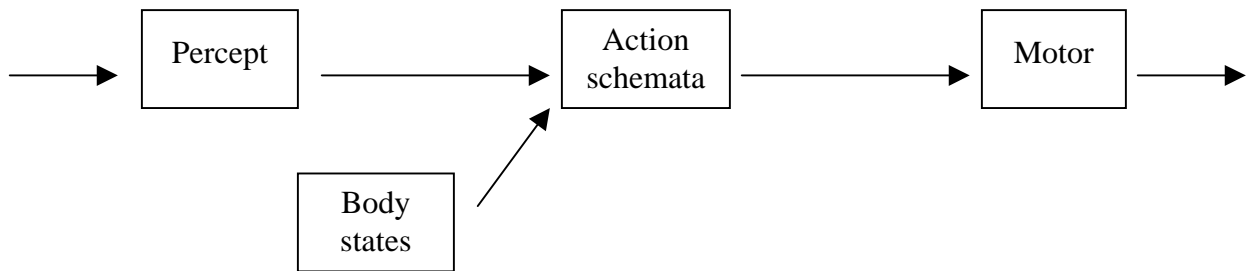 Percept
Action
schemata
Motor
Body
states